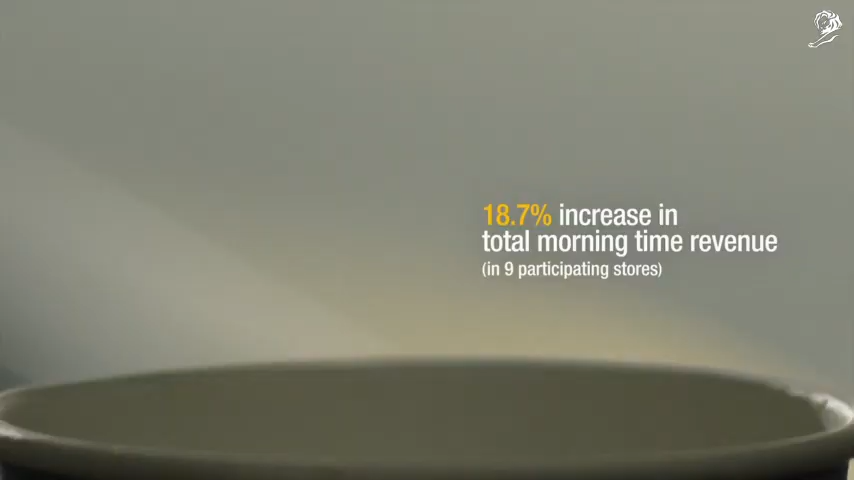 18.7% increase in
total morning time revenue
(in 9 participating stores)